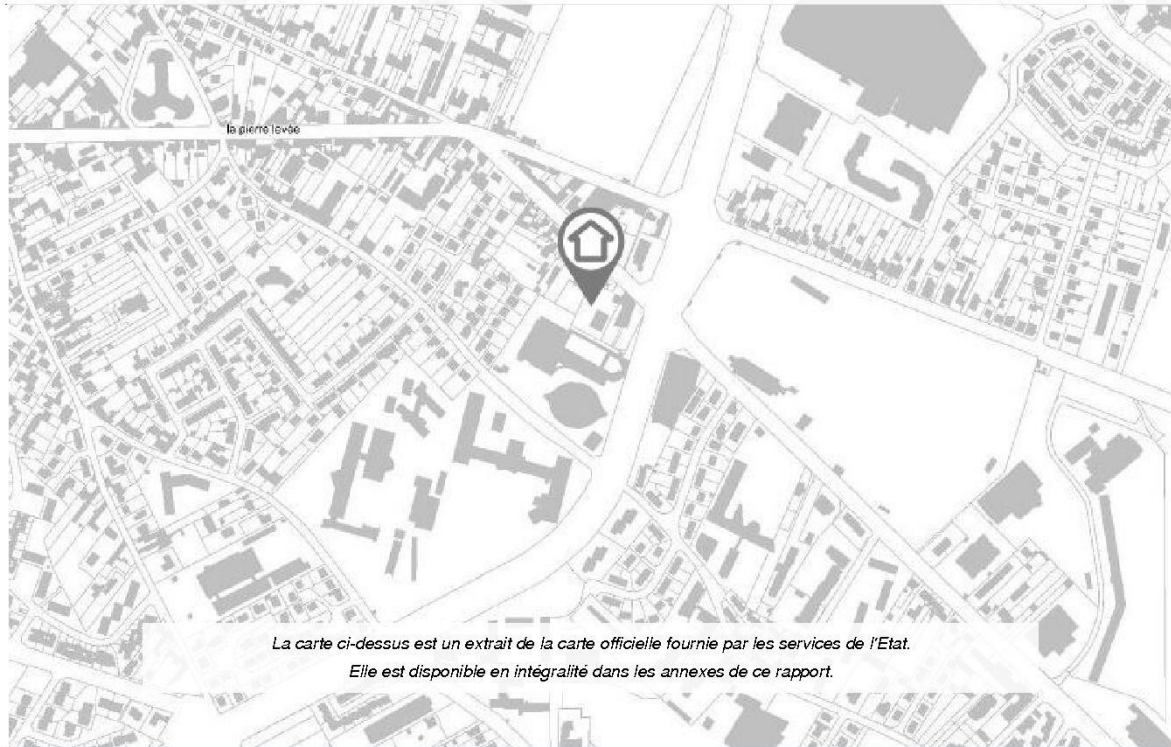 la pierre levée
La carte ci-dessus est un extrait de la carte officielle fournie par les services de l'Etat.
Elle est disponible en intégralité dans les annexes de ce rapport.